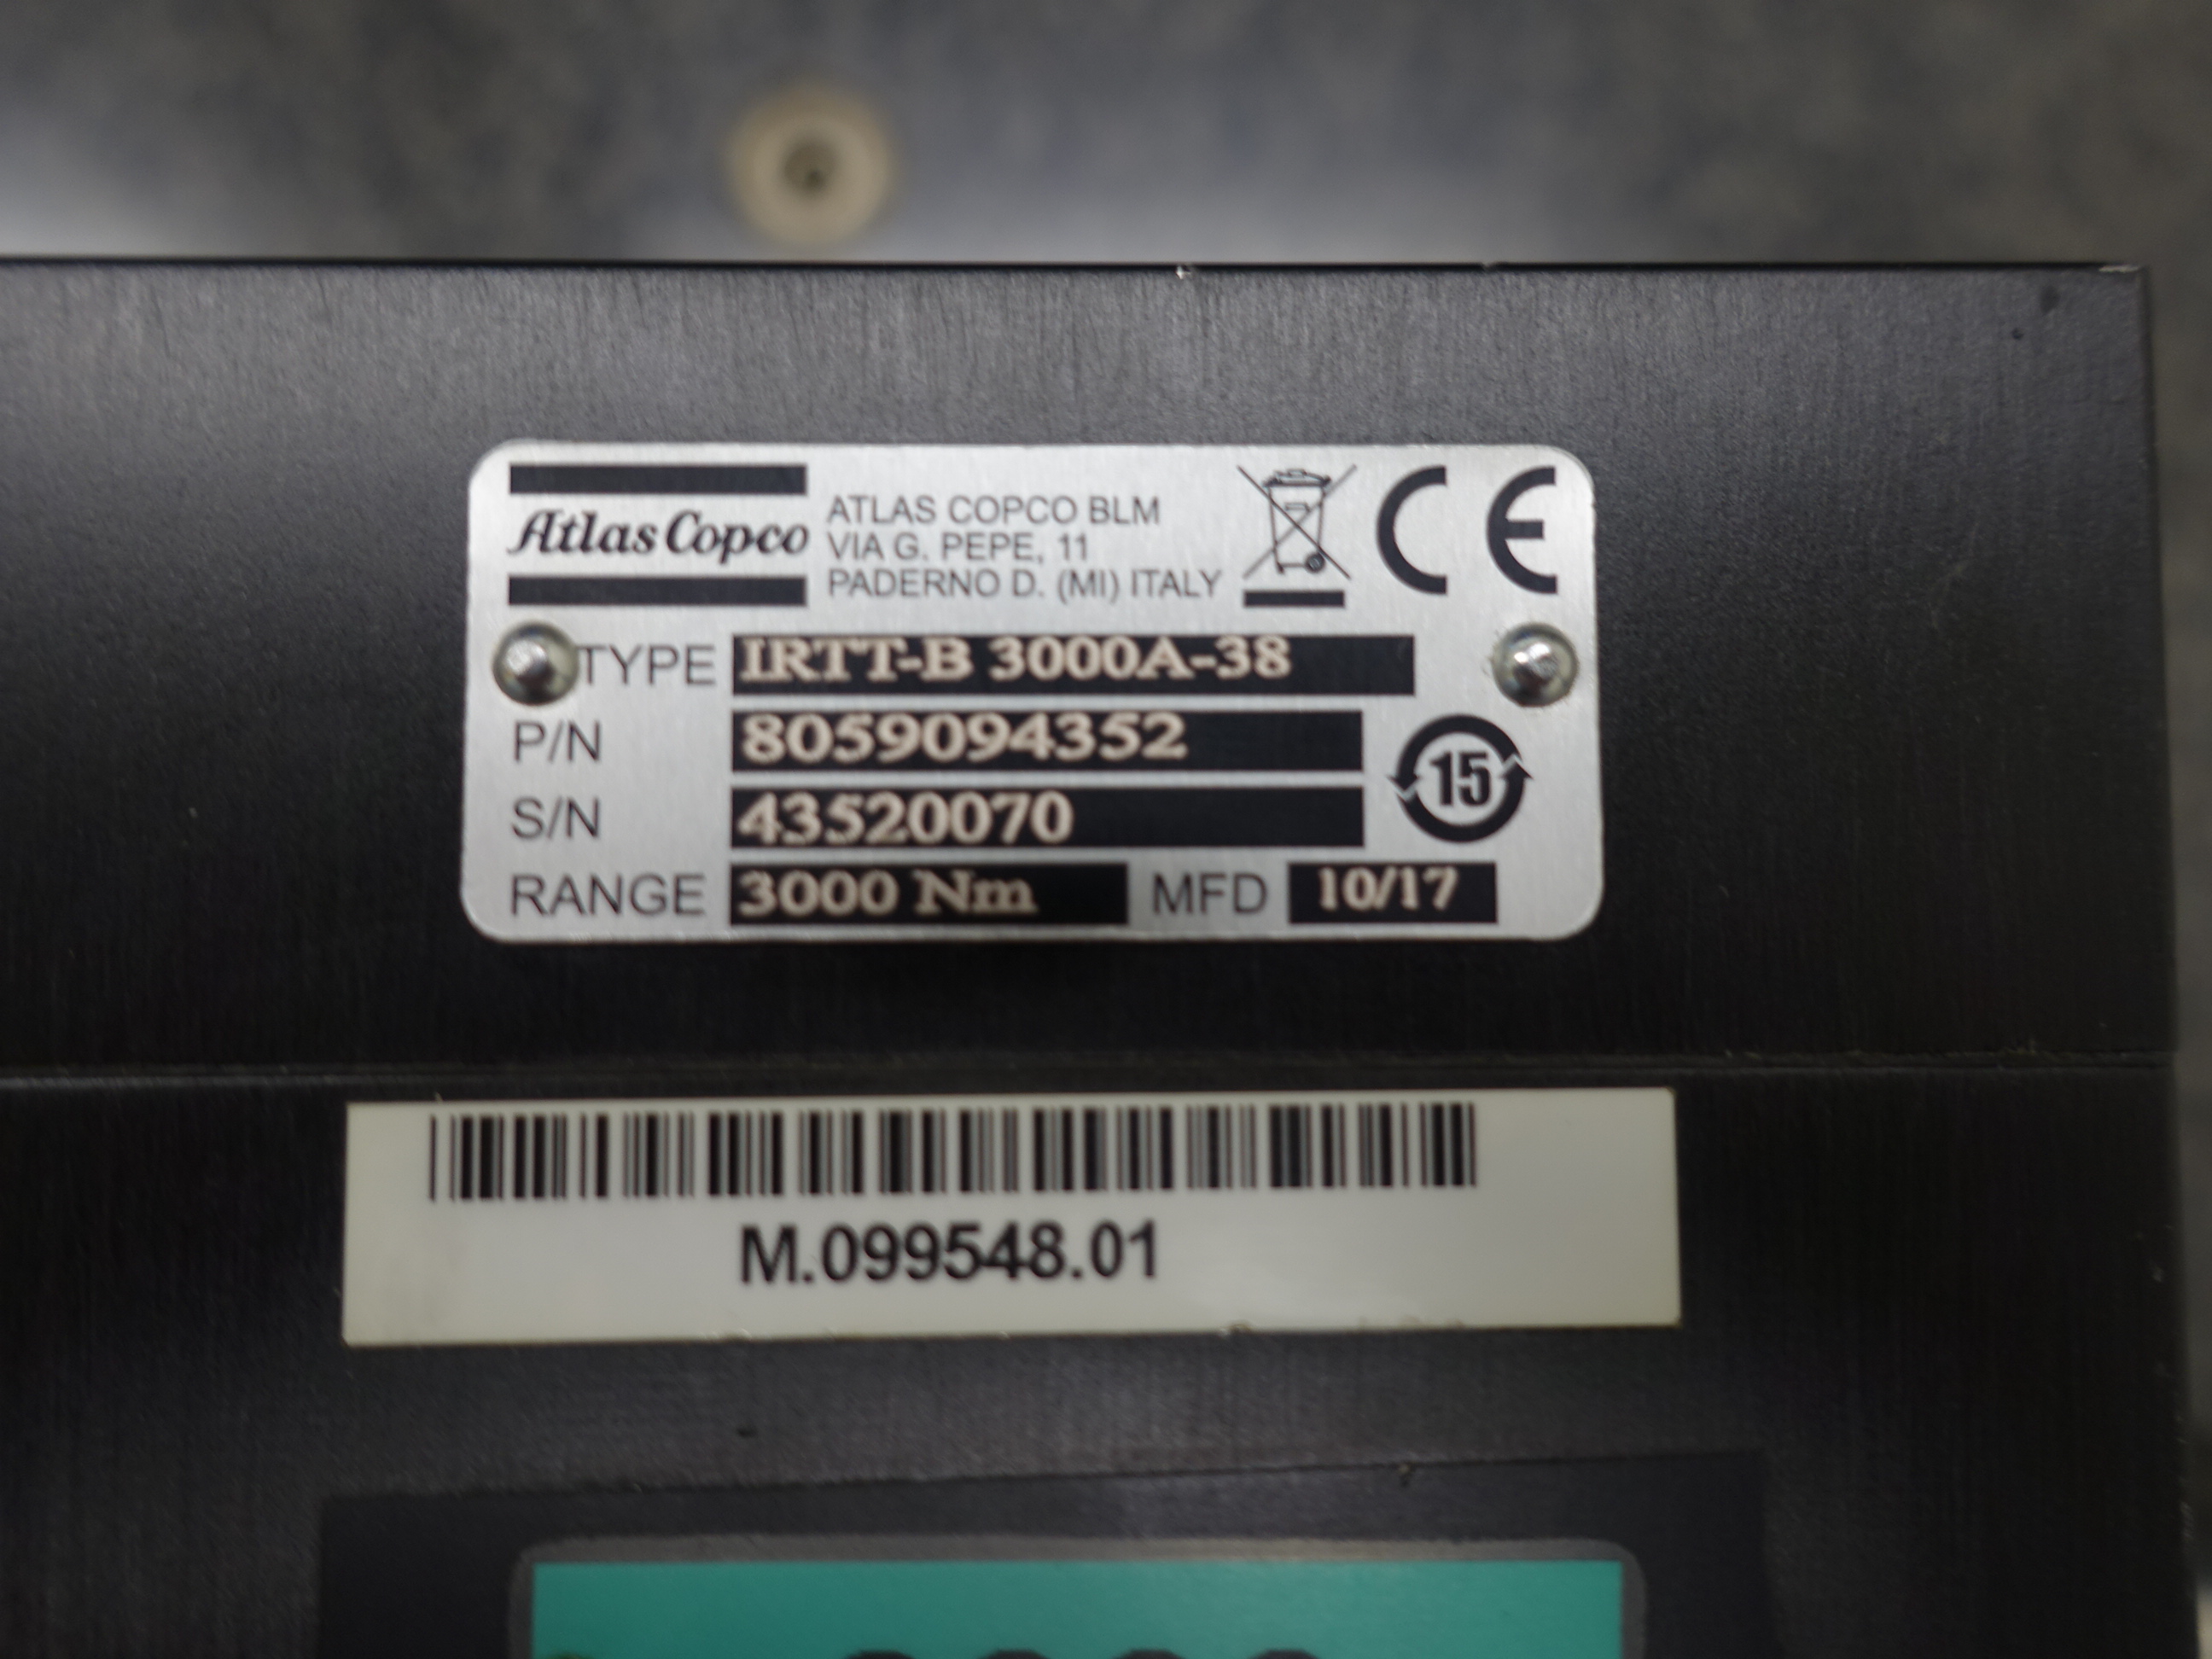 Atlas Copco
ATLAS COPCO BLM
VIA G. PEPE, 11
PADERNO D. (MI) ITALY
CE
TYPE IRTT-B 3000A-38
P/N 8059094352
15
S/N 43520070
RANGE 3000 Nm MFD 10/17
M.099548.01